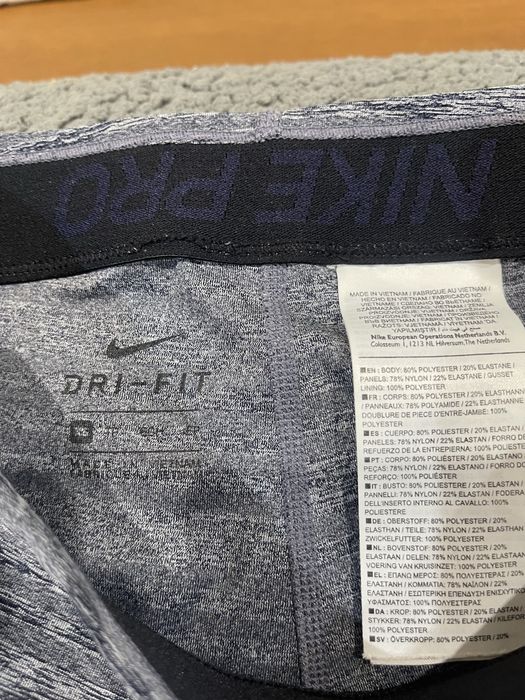 NIKE PRO
DRI-FIT
XS
MADE IN VIETNAM / FABRIQUÉ AU VIETNAM /
HECHO EN VIETNAM / FABRICADO NO
VIETNAME /
Nike European Operations Netherlands B.V.
Colosseum 1, 1213 NL Hilversum, The Netherlands
EN : BODY: 80% POLYESTER / 20% ELASTANE /
PANELS: 78% NYLON / 22% ELASTANE / GUSSET
LINING: 100% POLYESTER
FR : CORPS: 80% POLYESTER / 20% ELASTHANNE
/ PANNEAUX: 78% POLYAMIDE / 22% ELASTHANNE
DOUBLURE DE PIECE D'ENTRE-JAMBE: 100%
POLYESTER
ES : CUERPO: 80% POLIESTER / 20% ELASTAN /
PANELES: 78% NYLON / 22% ELASTAN / FORRO DE
REFUERZO DE LA ENTREPIERNA: 100% POLIESTER
PT : CORPO: 80% POLIÉSTER / 20% ELASTANO
PEÇAS: 78% NYLON / 22% ELASTANO / FORRO DO
REFORÇO: 100% POLIÉSTER
IT : BUSTO: 80% POLIESTERE / 20% ELASTAN /
PANNELLI: 78% NYLON / 22% ELASTAN / FODERA
DELL'INSERTO INTERNO AL CAVALLO: 100%
POLIESTERE
DE : OBERSTOFF: 80% POLYESTER / 20%
ELASTHAN / TEILE: 78% NYLON / 22% ELASTHAN
ZWICKELFUTTER: 100% POLYESTER
NL : BOVENSTOF: 80% POLYESTER / 20%
ELASTAAN / DELEN: 78% NYLON / 22% ELASTAAN
VOERING VAN KRUISINZET: 100% POLYESTER
EL : ΕΠΑΝΩ ΜΕΡΟΣ: 80% ΠΟΛΥΕΣΤΕΡΑΣ / 20%
ΕΛΑΣΤΑΝΗ / ΚΟΜΜΑΤΙΑ: 78% ΝΑΪΛΟΝ / 22%
ΕΛΑΣΤΑΝΗ / ΕΣΩΤΕΡΙΚΗ ΕΠΕΝΔΥΣΗ ΕΝΙΣΧΥΤΙΚΟΥ
ΥΦΑΣΜΑΤΟΣ: 100% ΠΟΛΥΕΣΤΕΡΑΣ
DA : KROP: 80% POLYESTER / 20% ELASTAN /
STYKKER: 78% NYLON / 22% ELASTAN / KILEFOR
100% POLYESTER
SV : ÖVERKROPP: 80% POLYESTER / 20%